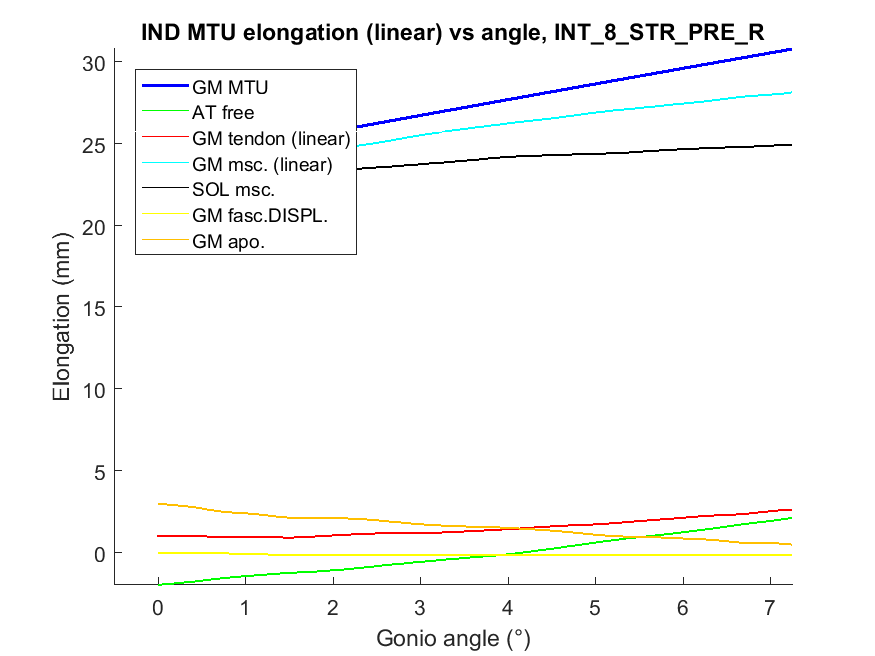 IND MTU elongation (linear) vs angle, INT_8_STR_PRE_R
30
25
20
15
10
5
0
Elongation (mm)
GM MTU
AT free
GM tendon (linear)
GM msc. (linear)
SOL msc.
GM fasc.DISPL.
GM apo.
0 1 2 3 4 5 6 7
Gonio angle (°)